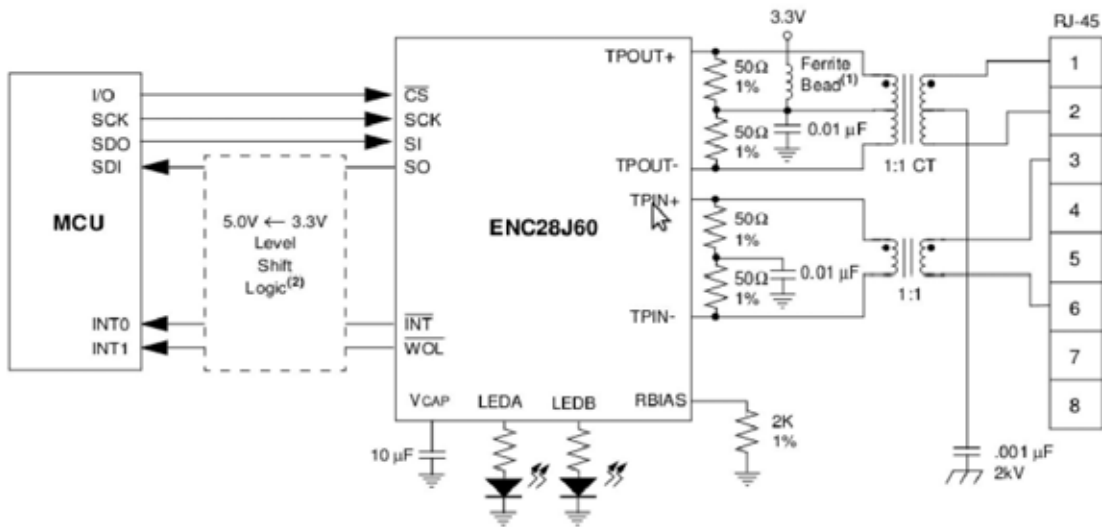 RJ-45
3.3V
TPOUT+
50Ω
1%
Ferrite
Bead(1)
50Ω
1%
0.01 µF
TPOUT-
1:1 CT
1
2
3
4
5
6
7
8
I/O
SCK
SDO
SDI
MCU
INT0
INT1
5.0V ← 3.3V
Level
Shift
Logic(2)
CS
SCK
SI
SO
ENC28J60
INT
WOL
TPIN+
50Ω
1%
50Ω
1%
0.01 µF
TPIN-
1:1
VCAP
LEDA
LEDB
RBIAS
10 µF
2K
1%
.001 µF
2kV